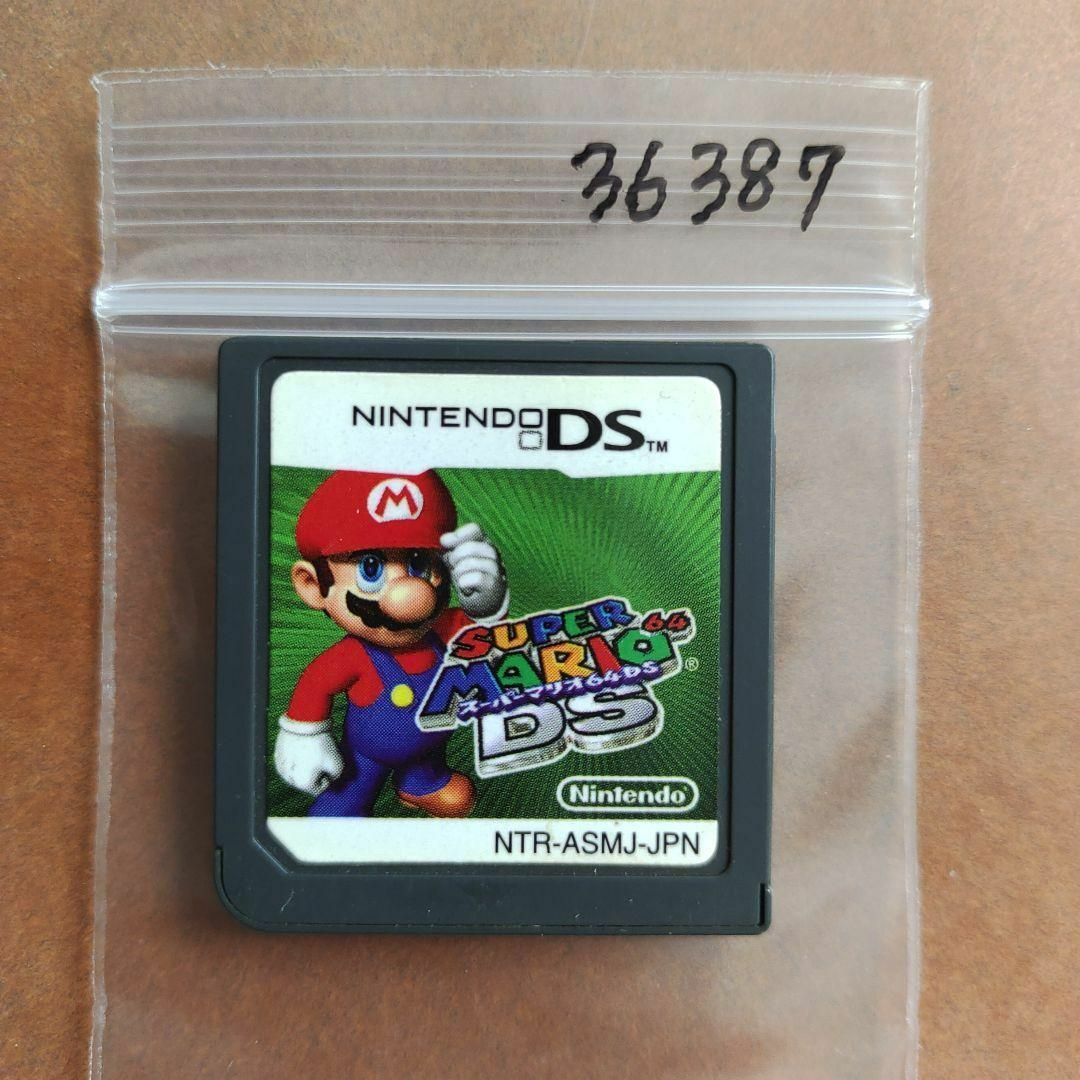 36387
NINTENDO DS™
M
SUPER
MARIO 64
®
スーパーマリオ64DS
DS
Nintendo
NTR-ASMJ-JPN